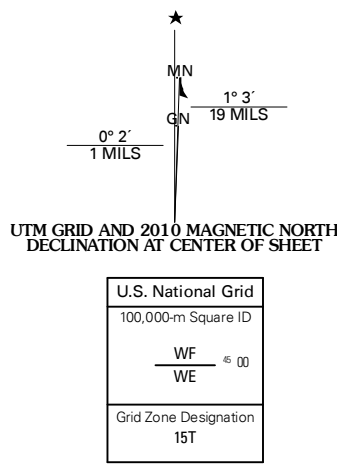 MN
1° 3´
19 MILS
GN
0° 2´
1 MILS
UTM GRID AND 2010 MAGNETIC NORTH
DECLINATION AT CENTER OF SHEET
U.S. National Grid
100,000-m Square ID
WF
45 00
WE
Grid Zone Designation
15T